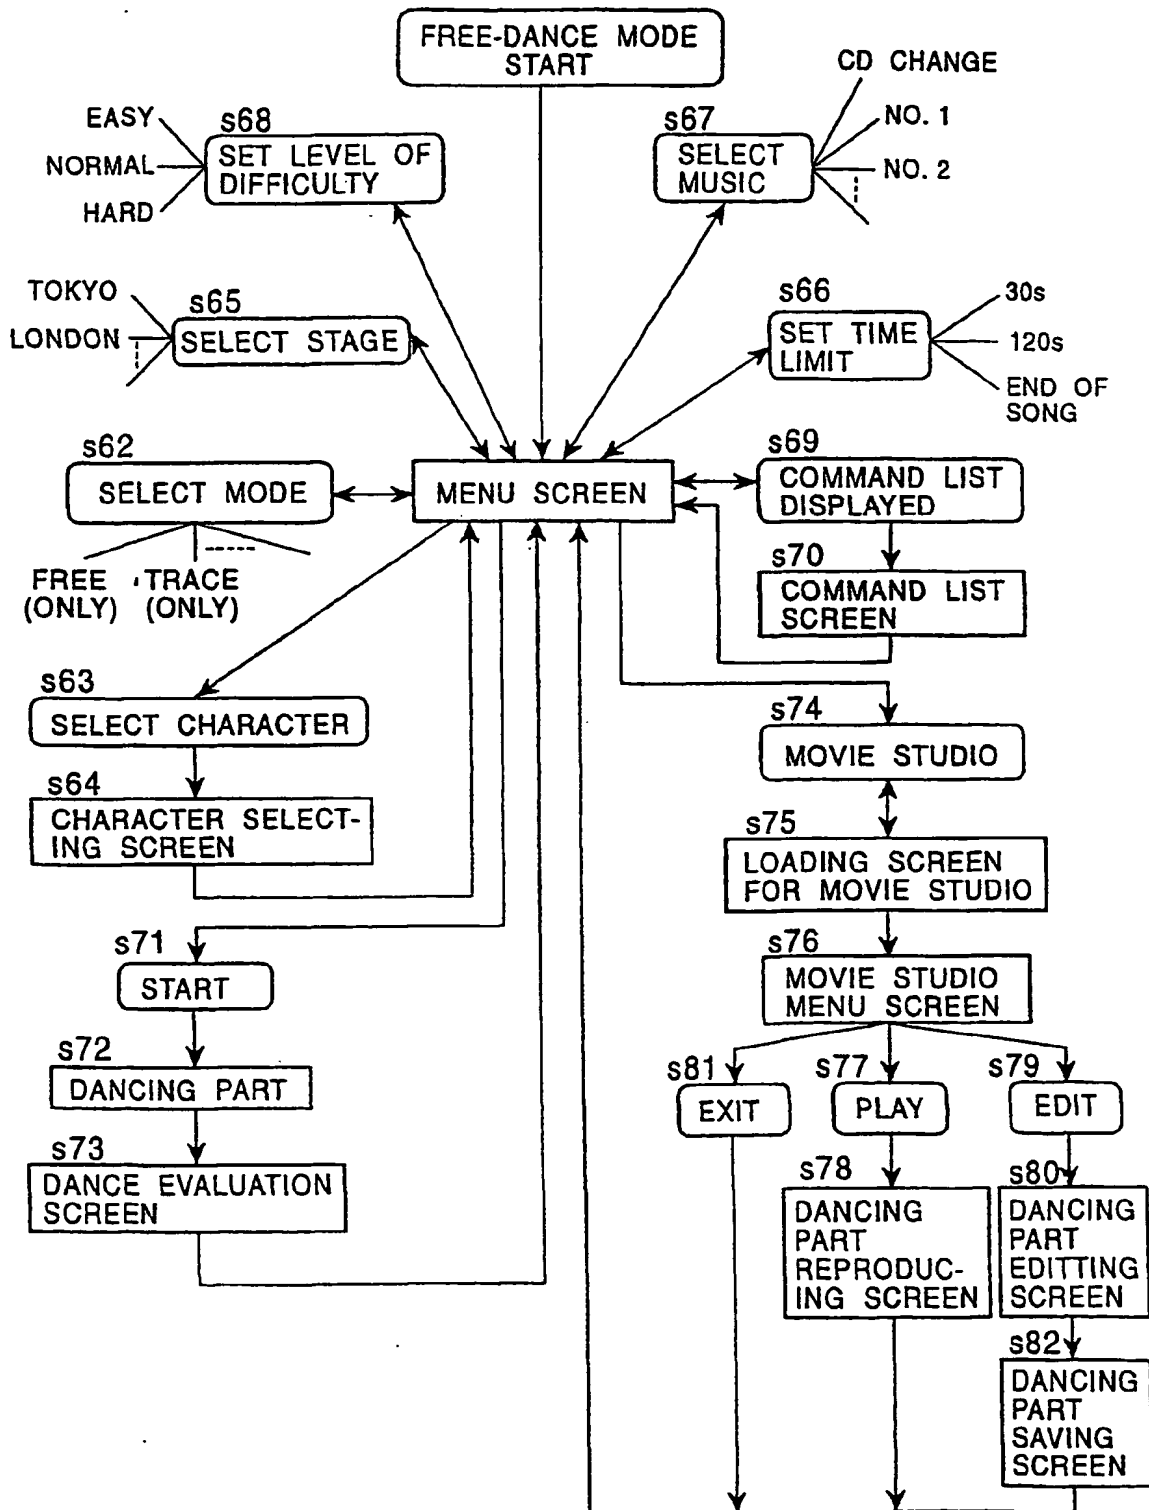 FREE-DANCE MODE
START
CD CHANGE
NO. 1
NO. 2
s67
SELECT
MUSIC
EASY
NORMAL
HARD
s68
SET LEVEL OF
DIFFICULTY
TOKYO
LONDON
s65
SELECT STAGE
s66
SET TIME
LIMIT
30s
120s
END OF
SONG
s62
SELECT MODE
FREE
(ONLY)
TRACE
(ONLY)
MENU SCREEN
s69
COMMAND LIST
DISPLAYED
s70
COMMAND LIST
SCREEN
s63
SELECT CHARACTER
s64
CHARACTER SELECT-
ING SCREEN
s71
START
s72
DANCING PART
s73
DANCE EVALUATION
SCREEN
s74
MOVIE STUDIO
s75
LOADING SCREEN
FOR MOVIE STUDIO
s76
MOVIE STUDIO
MENU SCREEN
s81
EXIT
s77
PLAY
s79
EDIT
s78
DANCING
PART
REPRODUC-
ING SCREEN
s80
DANCING
PART
EDITTING
SCREEN
s82
DANCING
PART
SAVING
SCREEN